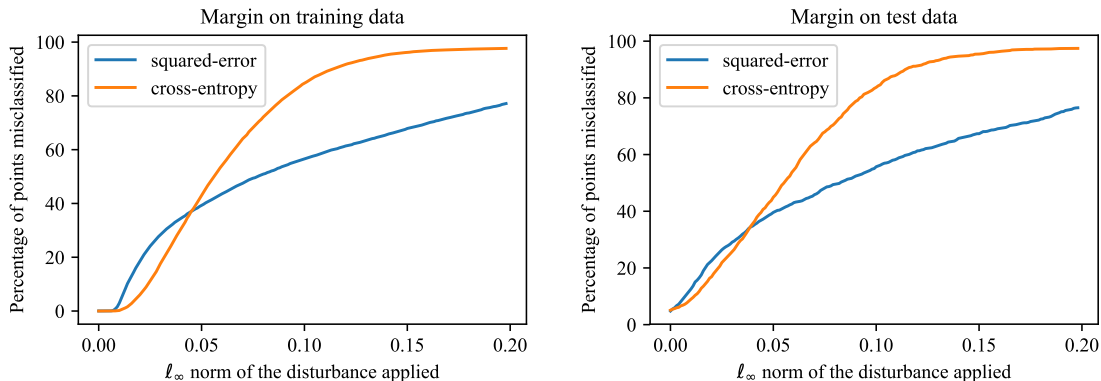 Margin on training data
Percentage of points misclassified
100
80
60
40
20
0
squared-error
cross-entropy
0.00 0.05 0.10 0.15 0.20
ℓ∞ norm of the disturbance applied
Margin on test data
Percentage of points misclassified
100
80
60
40
20
0
squared-error
cross-entropy
0.00 0.05 0.10 0.15 0.20
ℓ∞ norm of the disturbance applied